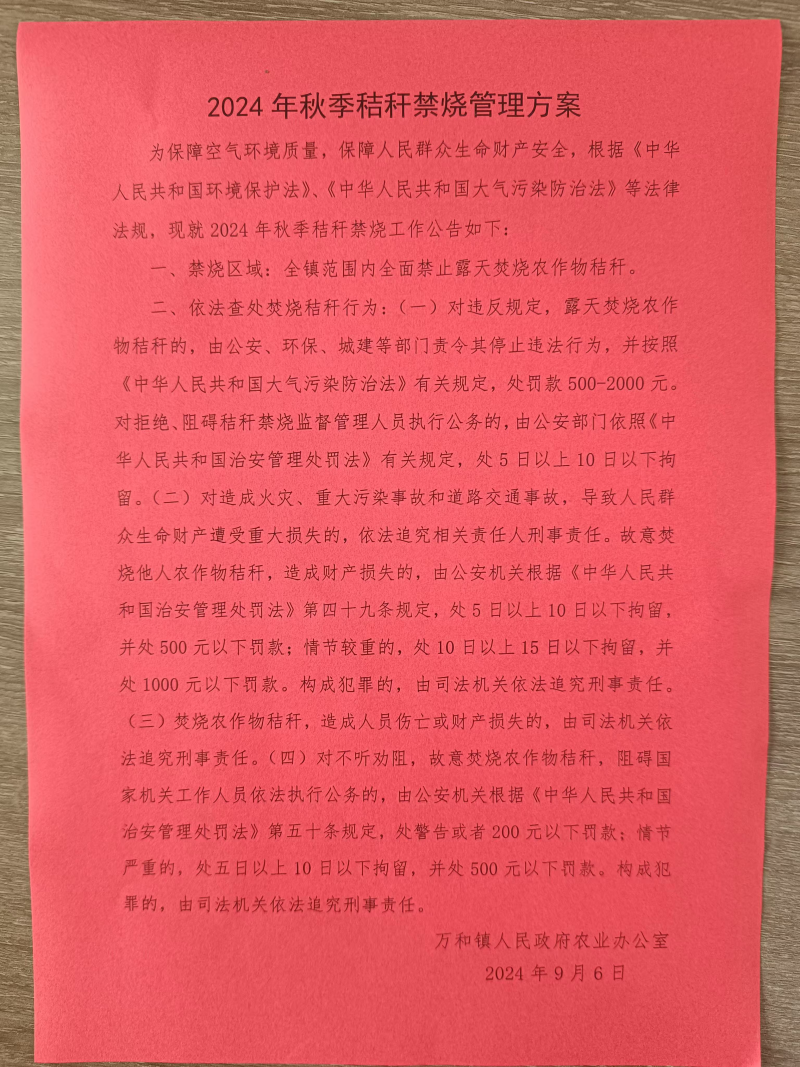 2024 年秋季秸秆禁烧管理方案
为保障空气环境质量，保障人民群众生命财产安全，根据《中华
人民共和国环境保护法》、《中华人民共和国大气污染防治法》等法律
法规，现就 2024 年秋季秸秆禁烧工作公告如下：
一、禁烧区域：全镇范围内全面禁止露天焚烧农作物秸秆。
二、依法查处焚烧秸秆行为：（一）对违反规定，露天焚烧农作
物秸秆的，由公安、环保、城建等部门责令其停止违法行为，并按照
《中华人民共和国大气污染防治法》有关规定，处罚款 500-2000 元。
对拒绝、阻碍秸秆禁烧监督管理人员执行公务的，由公安部门依照《中
华人民共和国治安管理处罚法》有关规定，处 5 日以上 10 日以下拘
留。（二）对造成火灾、重大污染事故和道路交通事故，导致人民群
众生命财产遭受重大损失的，依法追究相关责任人刑事责任。故意焚
烧他人农作物秸秆，造成财产损失的，由公安机关根据《中华人民共
和国治安管理处罚法》第四十九条规定，处 5 日以上 10 日以下拘留，
并处 500 元以下罚款；情节较重的，处 10 日以上 15 日以下拘留，并
处 1000 元以下罚款。构成犯罪的，由司法机关依法追究刑事责任。
（三）焚烧农作物秸秆，造成人员伤亡或财产损失的，由司法机关依
法追究刑事责任。（四）对不听劝阻，故意焚烧农作物秸秆，阻碍国
家机关工作人员依法执行公务的，由公安机关根据《中华人民共和国
治安管理处罚法》第五十条规定，处警告或者 200 元以下罚款；情节
严重的，处五日以上 10 日以下拘留，并处 500 元以下罚款。构成犯
罪的，由司法机关依法追究刑事责任。
万和镇人民政府农业办公室
2024 年 9 月 6 日